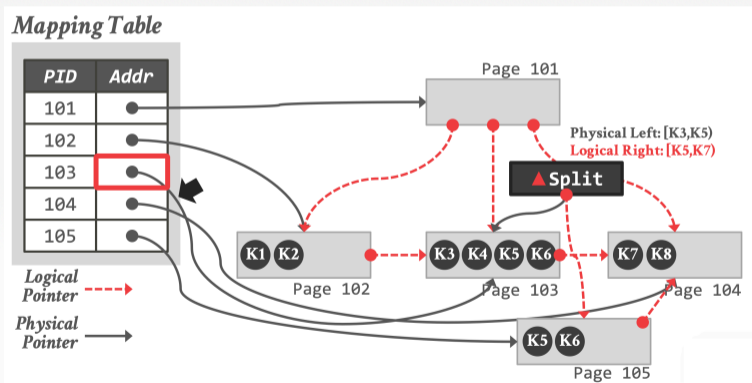 Mapping Table
PID Addr
101
102
103
104
105
Logical
Pointer
Physical
Pointer
Page 101
Physical Left: [K3,K5)
Logical Right: [K5,K7)
▲Split
K1 K2
Page 102
K3 K4 K5 K6
Page 103
K7 K8
Page 104
K5 K6
Page 105